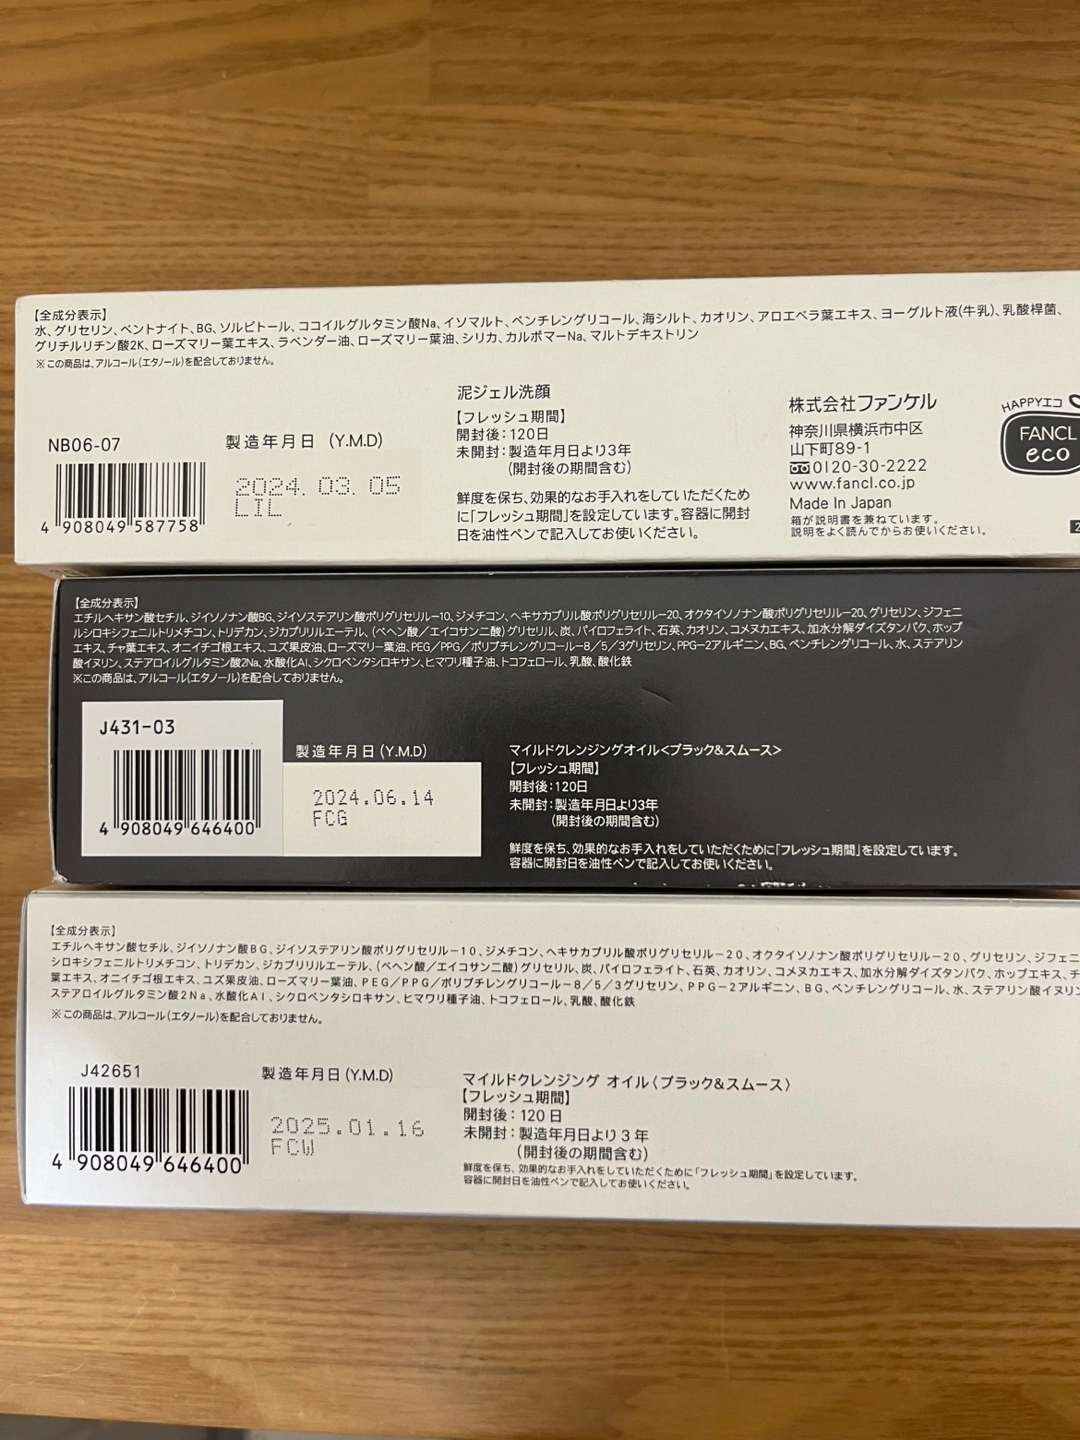 【全成分表示】
水、グリセリン、ベントナイト、BG、ソルビトール、ココイルグルタミン酸Na、イソマルト、ペンチレングリコール、海シルト、カオリン、アロエベラ葉エキス、ヨーグルト液(牛乳)、乳酸桿菌、
グリチルリチン酸2K、ローズマリー葉エキス、ラベンダー油、ローズマリー葉油、シリカ、カルボマーNa、マルトデキストリン
※この商品は、アルコール(エタノール)を配合しておりません。
NB06-07
4 908049 587758
製造年月日 (Y.M.D)
2024. 03. 05
LIL
泥ジェル洗顔
【フレッシュ期間】
開封後：120日
未開封：製造年月日より3年
(開封後の期間含む)
鮮度を保ち、効果的なお手入れをしていただくため
に「フレッシュ期間」を設定しています。容器に開封
日を油性ペンで記入してお使いください。
株式会社ファンケル
神奈川県横浜市中区
山下町89-1
0120-30-2222
www.fancl.co.jp
Made In Japan
箱が説明書を兼ねています。
説明をよく読んでからお使いください。
HAPPYエコ
FANCL
eco
【全成分表示】
エチルヘキサン酸セチル、ジイソノナン酸BG、ジイソステアリン酸ポリグリセリル-10、ジメチコン、ヘキサカプリル酸ポリグリセリル-20、オクタイソノナン酸ポリグリセリル-20、グリセリン、ジフェニ
ルシロキシフェニルトリメチコン、トリデカン、ジカプリリルエーテル、(ベヘン酸／エイコサン二酸)グリセリル、炭、パイロフェライト、石英、カオリン、コメヌカエキス、加水分解ダイズタンパク、ホップ
エキス、チャ葉エキス、オニイチゴ根エキス、ユズ果皮油、ローズマリー葉油、PEG／PPG／ポリブチレングリコール-8／5／3グリセリン、PPG-2アルギニン、BG、ペンチレングリコール、水、ステアリン
酸イヌリン、ステアロイルグルタミン酸2Na、水酸化Al、シクロペンタシロキサン、ヒマワリ種子油、トコフェロール、乳酸、酸化鉄
※この商品は、アルコール(エタノール)を配合しておりません。
J431-03
4 908049 646400
製造年月日 (Y.M.D)
2024.06.14
FCG
マイルドクレンジングオイル<ブラック&スムース>
【フレッシュ期間】
開封後：120日
未開封：製造年月日より3年
(開封後の期間含む)
鮮度を保ち、効果的なお手入れをしていただくために「フレッシュ期間」を設定しています。
容器に開封日を油性ペンで記入してお使いください。
【全成分表示】
エチルヘキサン酸セチル、ジイソノナン酸BG、ジイソステアリン酸ポリグリセリル-10、ジメチコン、ヘキサカプリル酸ポリグリセリル-20、オクタイソノナン酸ポリグリセリル-20、グリセリン、ジフェニ
シロキシフェニルトリメチコン、トリデカン、ジカプリリルエーテル、(ベヘン酸／エイコサン二酸)グリセリル、炭、パイロフェライト、石英、カオリン、コメヌカエキス、加水分解ダイズタンパク、ホップエキス、チ
葉エキス、オニイチゴ根エキス、ユズ果皮油、ローズマリー葉油、PEG／PPG／ポリブチレングリコール-8／5／3グリセリン、PPG-2アルギニン、BG、ペンチレングリコール、水、ステアリン酸イヌリン
ステアロイルグルタミン酸2Na、水酸化Al、シクロペンタシロキサン、ヒマワリ種子油、トコフェロール、乳酸、酸化鉄
※この商品は、アルコール(エタノール)を配合しておりません。
J42651
4 908049 646400
製造年月日 (Y.M.D)
2025.01.16
FCW
マイルドクレンジング オイル〈ブラック&スムース〉
【フレッシュ期間】
開封後：120日
未開封：製造年月日より3年
(開封後の期間含む)
鮮度を保ち、効果的なお手入れをしていただくために「フレッシュ期間」を設定しています。
容器に開封日を油性ペンで記入してお使いください。